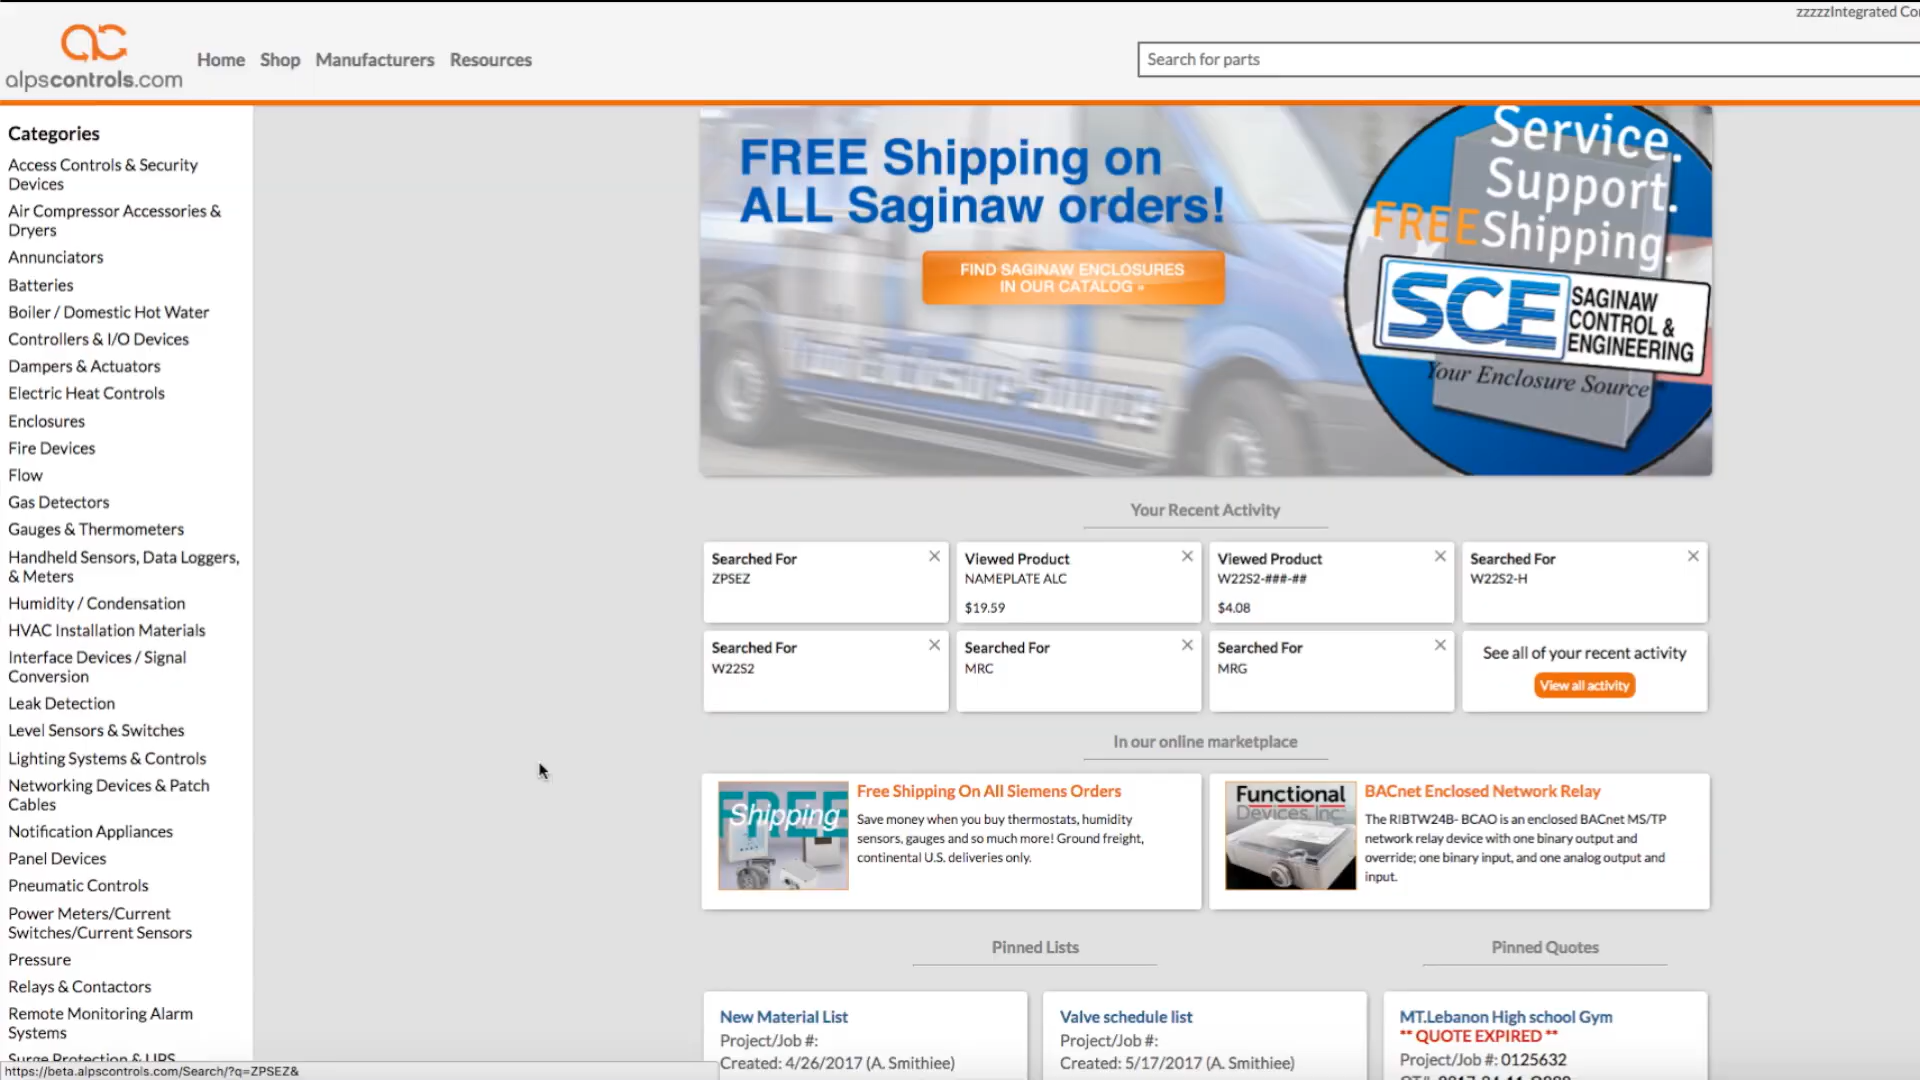 zzzzzIntegrated Co
alpscontrols.com
Home Shop Manufacturers Resources
Search for parts
Categories
Access Controls & Security
Devices
Air Compressor Accessories &
Dryers
Annunciators
Batteries
Boiler / Domestic Hot Water
Controllers & I/O Devices
Dampers & Actuators
Electric Heat Controls
Enclosures
Fire Devices
Flow
Gas Detectors
Gauges & Thermometers
Handheld Sensors, Data Loggers,
& Meters
Humidity / Condensation
HVAC Installation Materials
Interface Devices / Signal
Conversion
Leak Detection
Level Sensors & Switches
Lighting Systems & Controls
Networking Devices & Patch
Cables
Notification Appliances
Panel Devices
Pneumatic Controls
Power Meters/Current
Switches/Current Sensors
Pressure
Relays & Contactors
Remote Monitoring Alarm
Systems
Surge Protection & UPS
https://beta.alpscontrols.com/Search/?q=ZPSEZ&
FREE Shipping on
ALL Saginaw orders!
FIND SAGINAW ENCLOSURES
IN OUR CATALOG »
Your Enclosure Source
Service.
Support.
FREE Shipping.
SCE SAGINAW
CONTROL &
ENGINEERING
Your Enclosure Source
Your Recent Activity
Searched For
ZPSEZ
Viewed Product
NAMEPLATE ALC
$19.59
Viewed Product
W22S2-###-##
$4.08
Searched For
W22S2-H
Searched For
W22S2
Searched For
MRC
Searched For
MRG
See all of your recent activity
View all activity
In our online marketplace
FREE
Shipping
Free Shipping On All Siemens Orders
Save money when you buy thermostats, humidity
sensors, gauges and so much more! Ground freight,
continental U.S. deliveries only.
Functional
Devices, Inc.
BACnet Enclosed Network Relay
The RIBTW24B- BCAO is an enclosed BACnet MS/TP
network relay device with one binary output and
override; one binary input, and one analog output and
input.
Pinned Lists
New Material List
Project/Job #:
Created: 4/26/2017 (A. Smithiee)
Valve schedule list
Project/Job #:
Created: 5/17/2017 (A. Smithiee)
Pinned Quotes
MT.Lebanon High school Gym
** QUOTE EXPIRED **
Project/Job #: 0125632